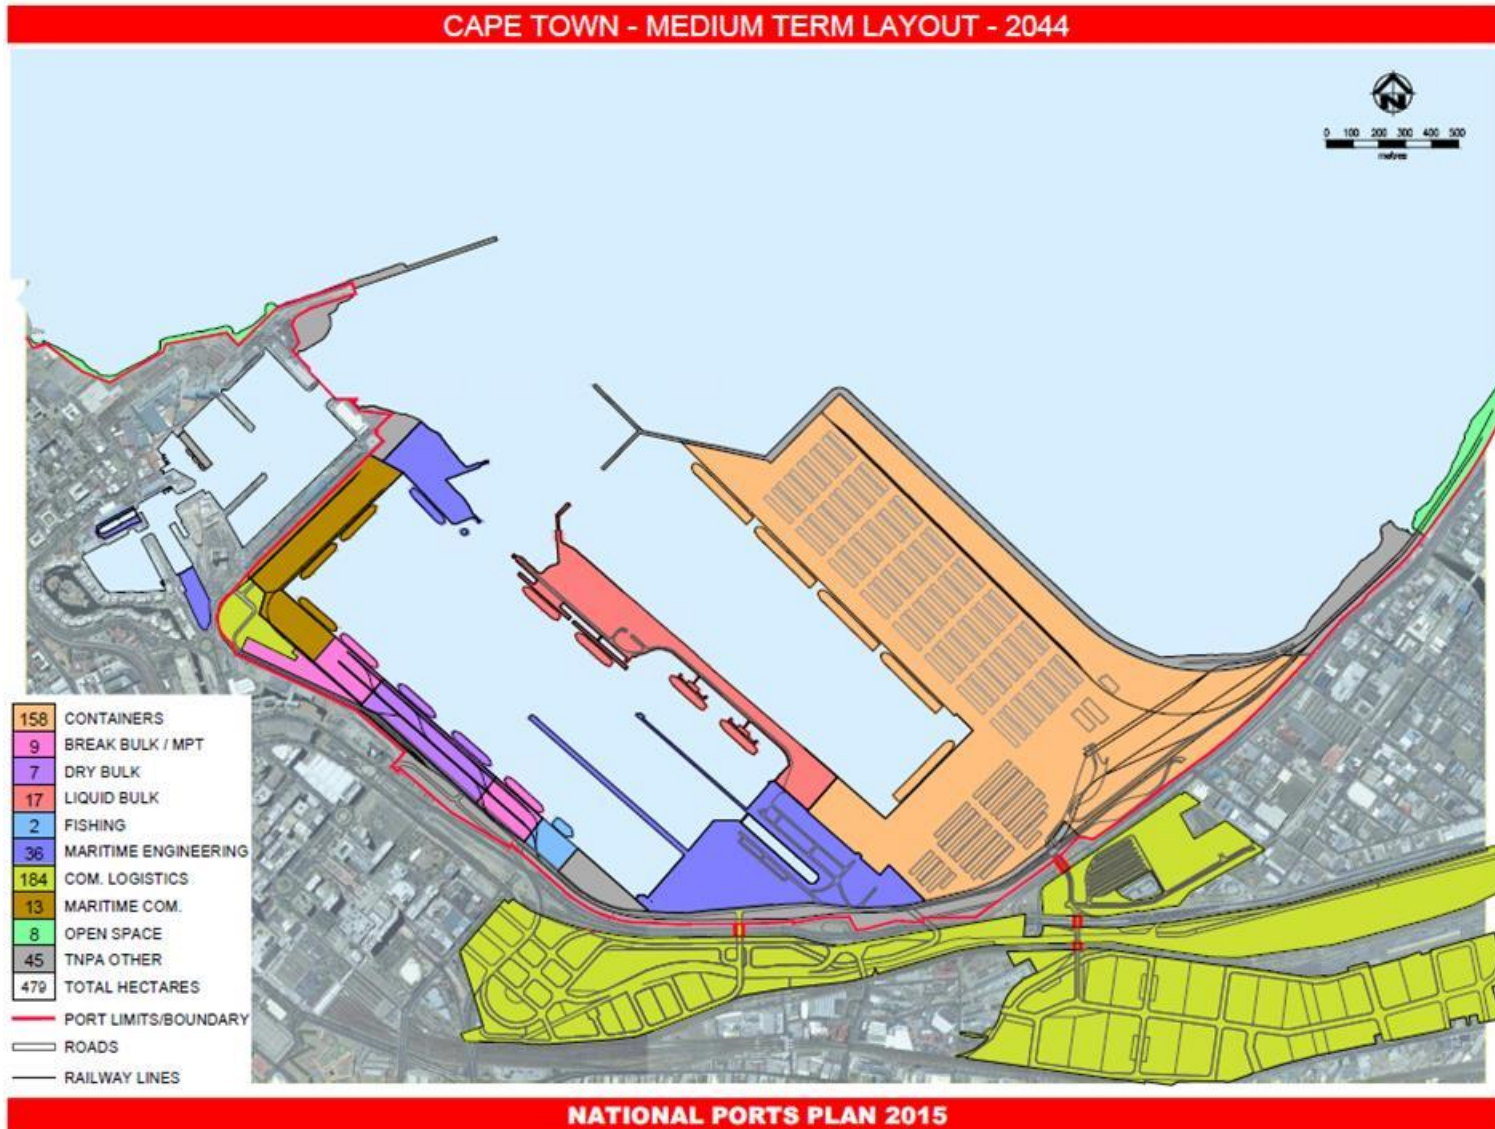 CAPE TOWN - MEDIUM TERM LAYOUT - 2044
N
0 100 200 300 400 500
metres
158 CONTAINERS
9 BREAK BULK / MPT
7 DRY BULK
17 LIQUID BULK
2 FISHING
36 MARITIME ENGINEERING
184 COM. LOGISTICS
13 MARITIME COM.
8 OPEN SPACE
45 TNPA OTHER
479 TOTAL HECTARES
PORT LIMITS/BOUNDARY
ROADS
RAILWAY LINES
NATIONAL PORTS PLAN 2015